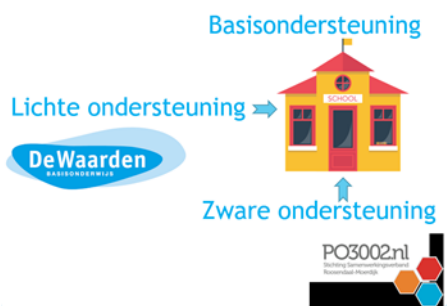 Basisondersteuning
SCHOOL
Lichte ondersteuning
DeWaarden
BASISONDERWIJS
Zware ondersteuning
PO3002.nl
Stichting Samenwerkingsverband
Roosendaal-Moerdijk